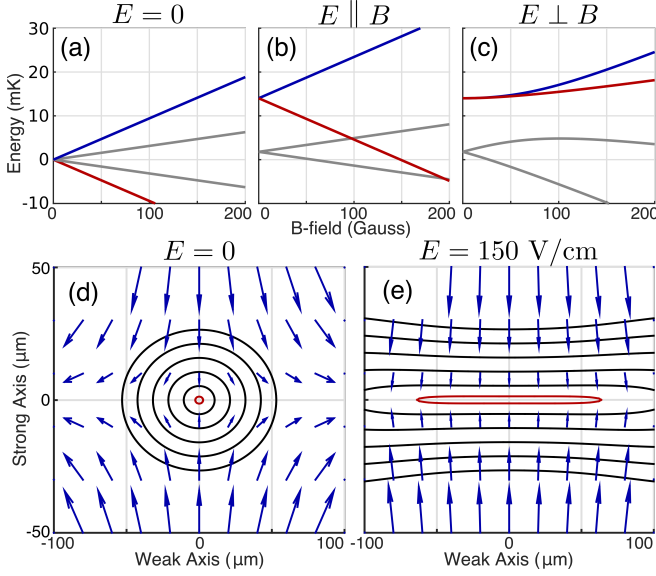 E = 0
E ∥ B
E ⊥ B
(a)
(b)
(c)
Energy (mK)
30
20
10
0
-10
0
100
200
0
100
200
0
100
200
B-field (Gauss)
E = 0
E = 150 V/cm
(d)
(e)
Strong Axis (μm)
50
0
-50
-100
0
100
-100
0
100
Weak Axis (μm)
Weak Axis (μm)